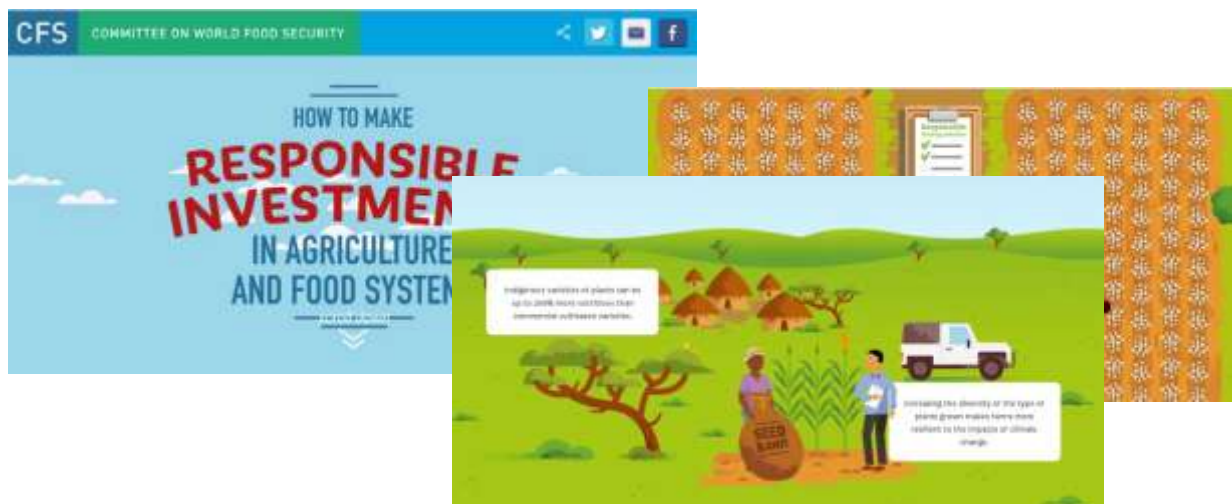 CFS COMMITTEE ON WORLD FOOD SECURITY
HOW TO MAKE
RESPONSIBLE
INVESTMEN
IN AGRICULTURE
AND FOOD SYSTEM
Responsible
Indigenous varieties of plants can be
up to more nutritious than
commercial cultivated varieties.
SEED
Increasing the diversity of the type of
plants grown makes farms more
resilient to the impacts of climate
change.